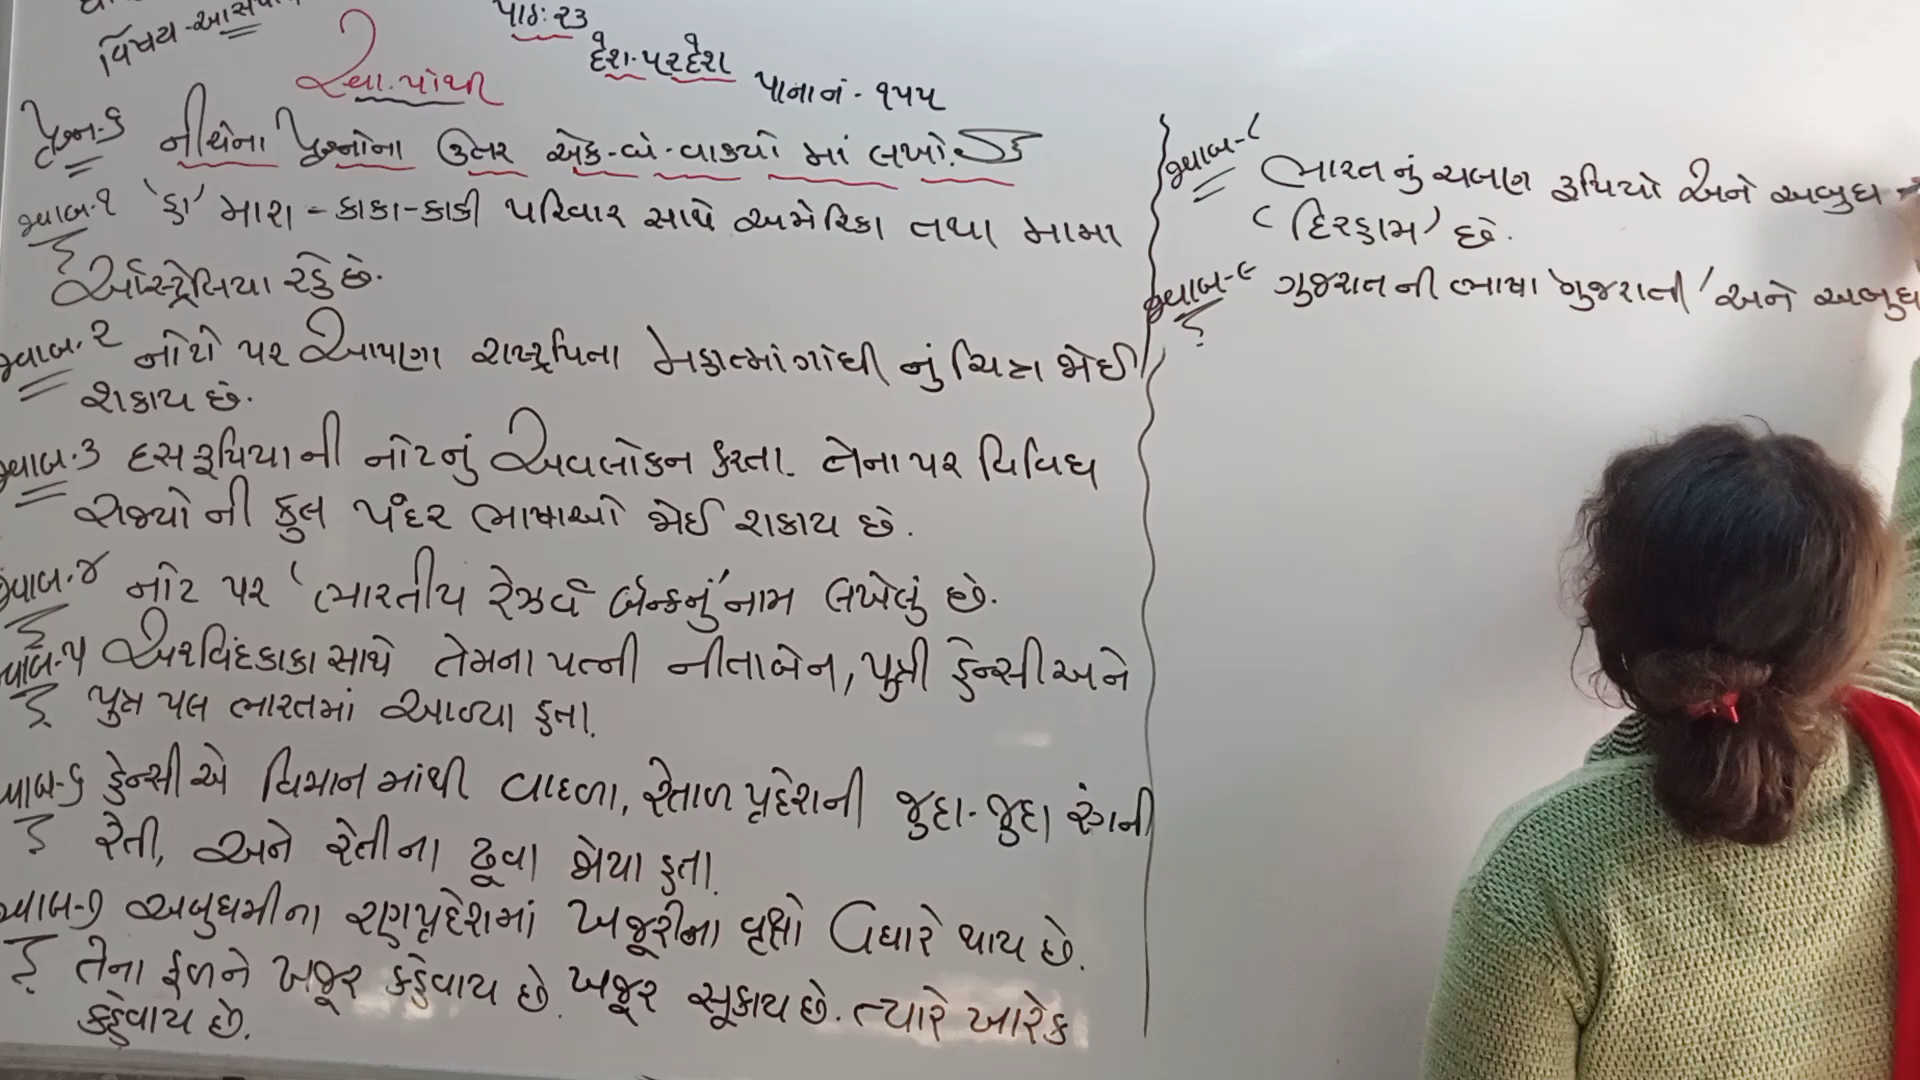 વિષય-આસપાસ
પાઠ:૨૩
દેશ-પરદેશ
સ્વા.પોથી
પાના નં - ૧૫૫
પ્રશ્ન-૬ નીચેના પ્રશ્નોના ઉત્તર એક-બે-વાક્યો માં લખો.
જવાબ-૧ 'હા' મારા - કાકા-કાકી પરિવાર સાથે અમેરિકા તથા મામા
ઓસ્ટ્રેલિયા રહે છે.
જવાબ-૨ નોટો પર આપણા રાષ્ટ્રપિતા મહાત્માગાંધી નું ચિત્ર જોઈ
શકાય છે.
જવાબ-૩ દસ રૂપિયા ની નોટનું અવલોકન કરતા તેના પર વિવિધ
રાજ્યો ની કુલ પંદર ભાષાઓ જોઈ શકાય છે.
જવાબ-૪ નોટ પર 'ભારતીય રેઝર્વ બેન્કનું' નામ લખેલું છે.
જવાબ-૫ અરવિંદકાકા સાથે તેમના પત્ની નીતાબેન, પુત્રી ફેન્સી અને
પુત્ર પલ ભારતમાં આવ્યા હતા.
જવાબ-૬ ફેન્સી એ વિમાન માંથી વાદળા, રેતાળ પ્રદેશની જુદા-જુદા રંગની
રેતી, અને રેતી ના ઢૂવા જોયા હતા.
જવાબ-૭ અબુધાબીના રણપ્રદેશમાં ખજૂરીના વૃક્ષો વધારે થાય છે.
તેના ફળને ખજૂર કહેવાય છે. ખજૂર સૂકાય છે. ત્યારે ખારેક
કહેવાય છે.
જવાબ-૮ ભારત નું ચલણ રૂપિયો અને અબુધ
'દિરહામ' છે.
જવાબ-૯ ગુજરાત ની ભાષા 'ગુજરાતી' અને અબુધ